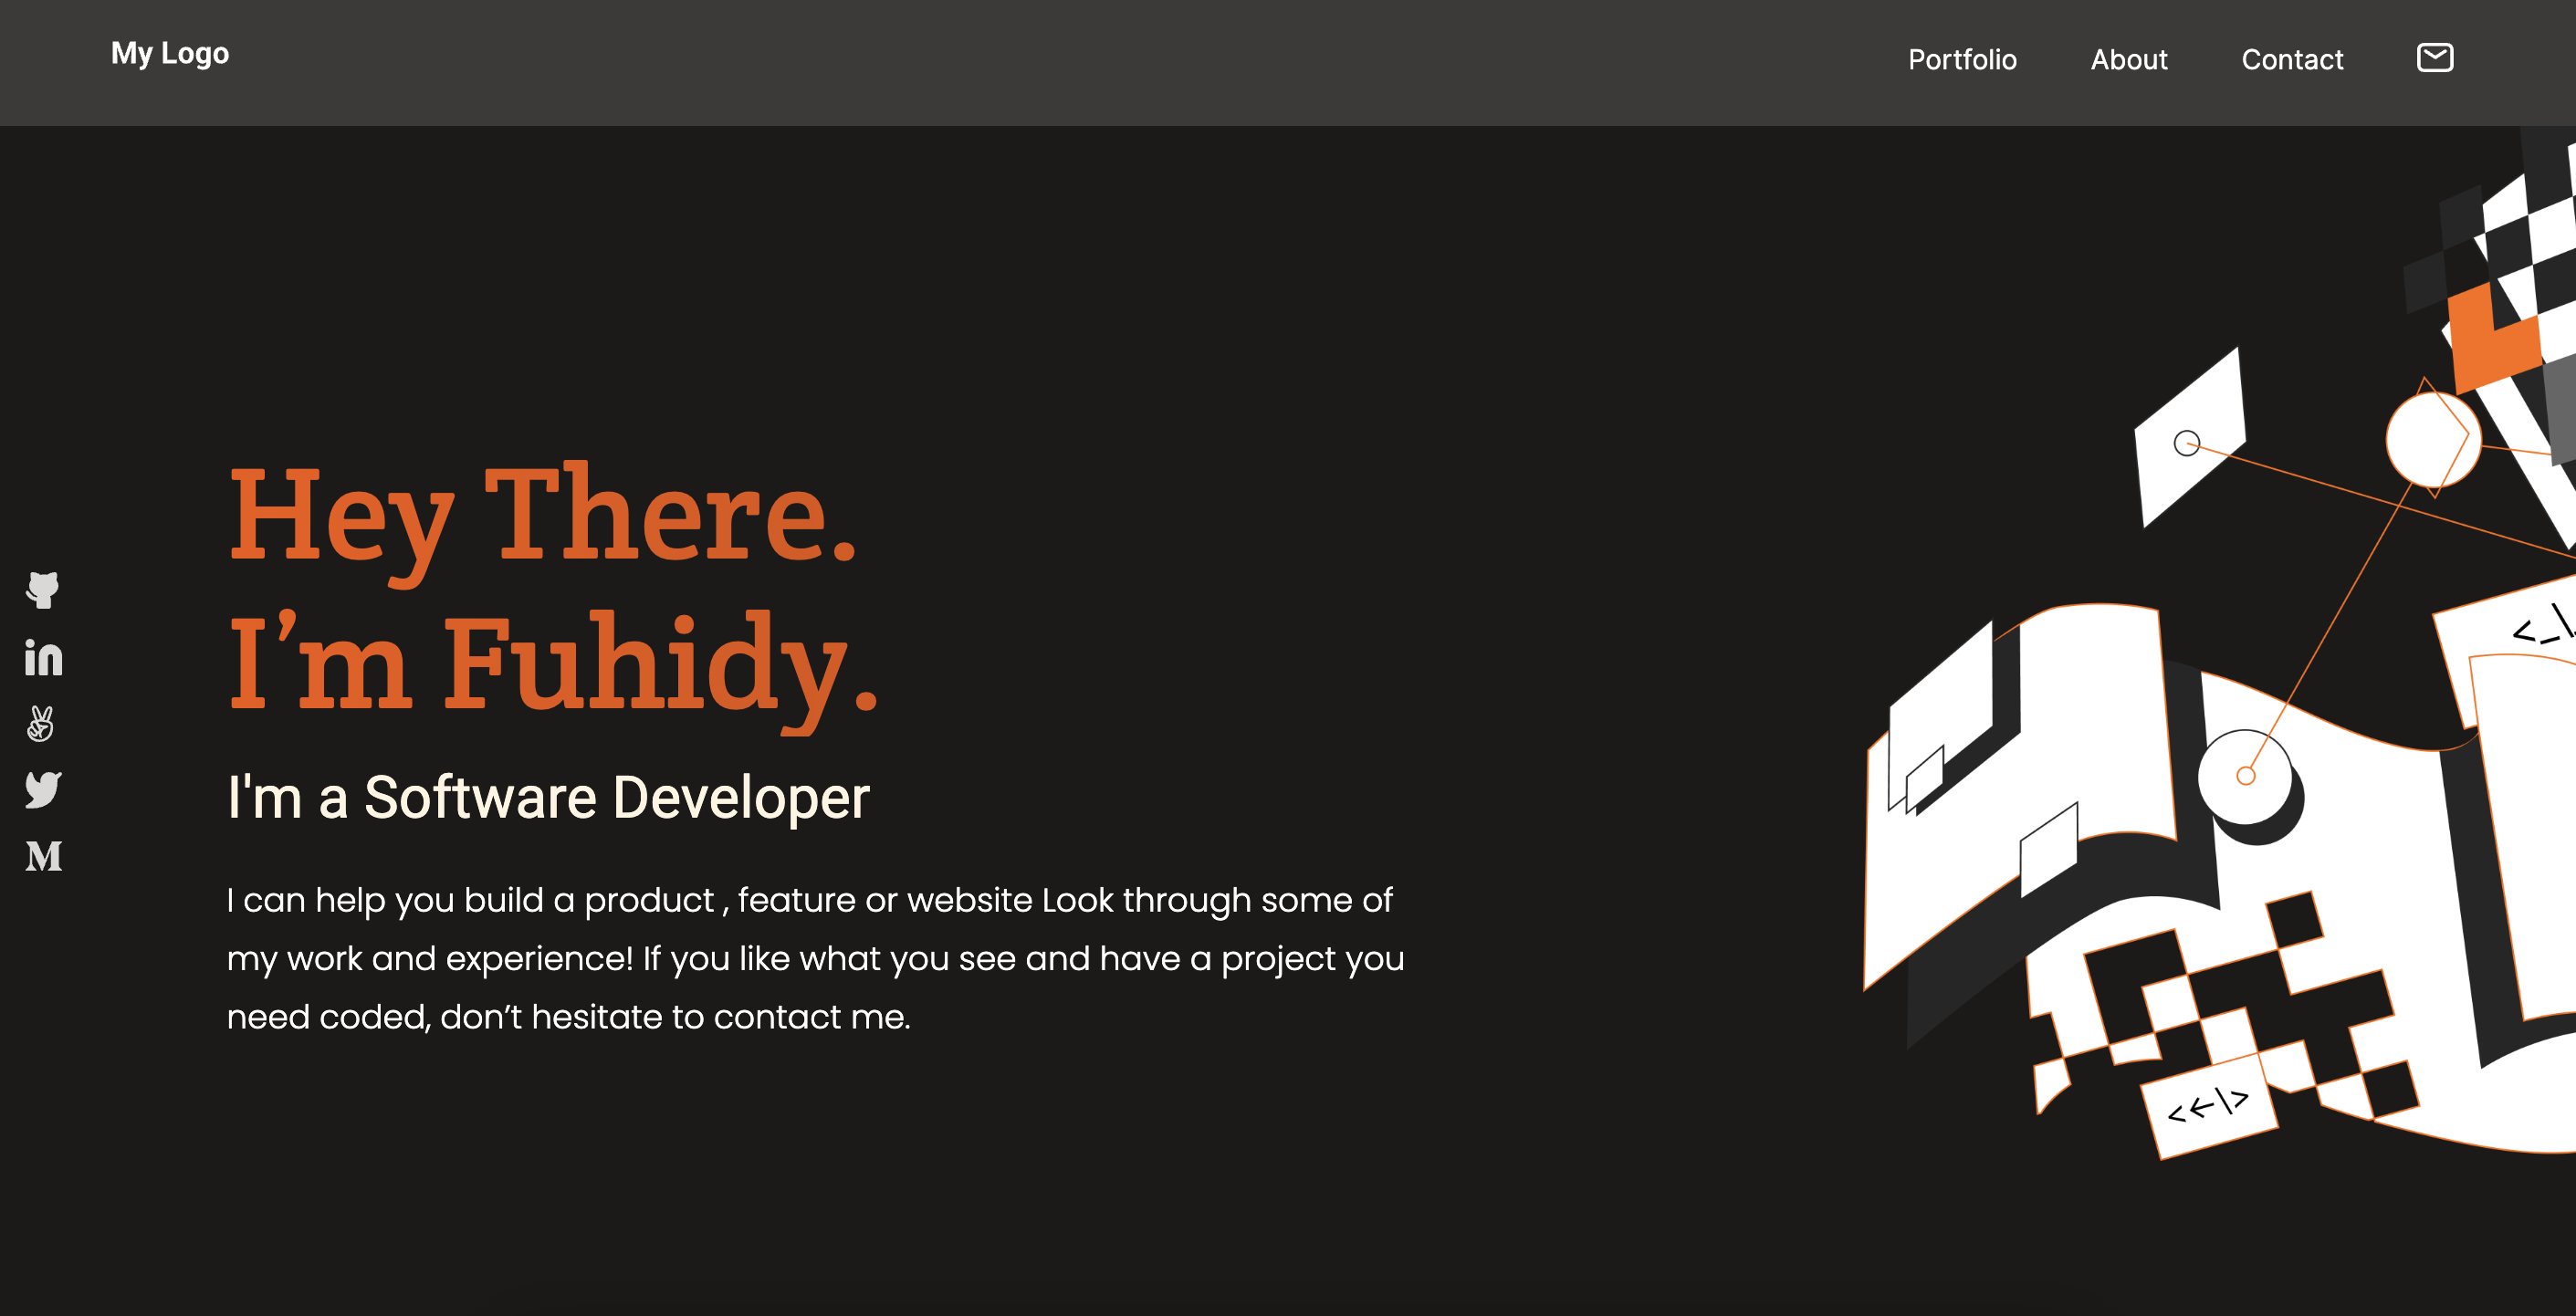 My Logo
Portfolio
About
Contact
Hey There.
I’m Fuhidy.
I'm a Software Developer
I can help you build a product , feature or website Look through some of
my work and experience! If you like what you see and have a project you
need coded, don’t hesitate to contact me.
<_\
<←\>